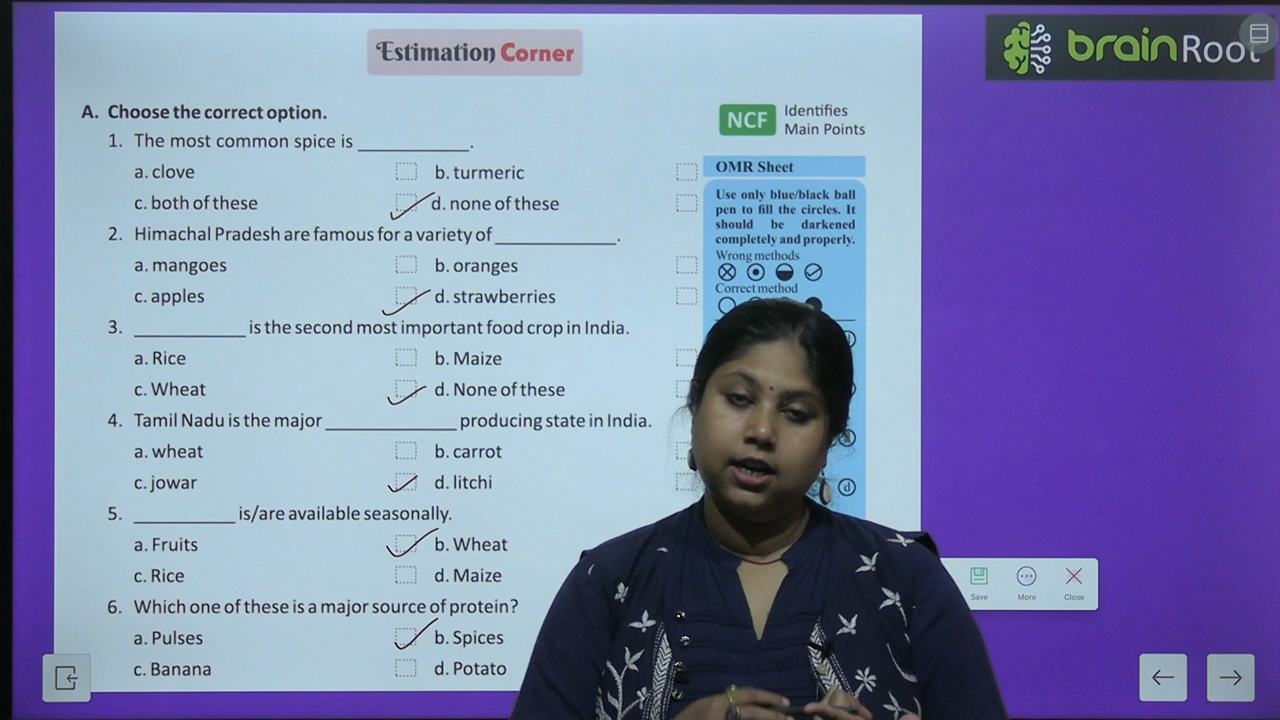 Estimation Corner
brainRoot
A. Choose the correct option.
NCF Identifies Main Points
1. The most common spice is ___________.
a. clove b. turmeric
c. both of these d. none of these
2. Himachal Pradesh are famous for a variety of ____________.
a. mangoes b. oranges
c. apples d. strawberries
3. ___________ is the second most important food crop in India.
a. Rice b. Maize
c. Wheat d. None of these
4. Tamil Nadu is the major _____________ producing state in India.
a. wheat b. carrot
c. jowar d. litchi
5. __________ is/are available seasonally.
a. Fruits b. Wheat
c. Rice d. Maize
6. Which one of these is a major source of protein?
a. Pulses b. Spices
c. Banana d. Potato
OMR Sheet
Use only blue/black ball
pen to fill the circles. It
should be darkened
completely and properly.
Wrong methods
Correct method
d
Save More Close